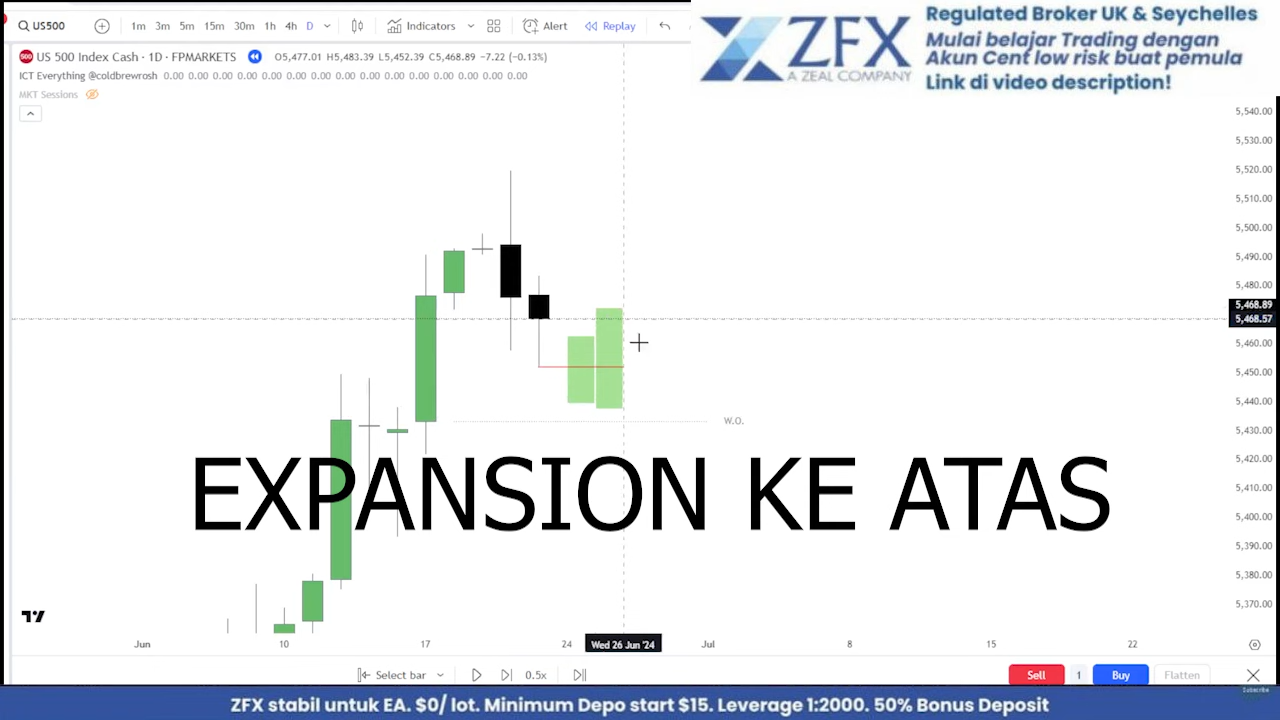 US500 1m 3m 5m 15m 30m 1h 4h D Indicators Alert Replay
ZFX
A ZEAL COMPANY
Regulated Broker UK & Seychelles
Mulai belajar Trading dengan
Akun Cent low risk buat pemula
Link di video description!
500 US 500 Index Cash · 1D · FPMARKETS O5,477.01 H5,483.39 L5,452.39 C5,468.89 −7.22 (−0.13%)
ICT Everything @coldbrewrosh 0.00 0.00 0.00 0.00 0.00 0.00 0.00 0.00 0.00 0.00 0.00 0.00 0.00 0.00 0.00
MKT Sessions
5,540.00
5,530.00
5,520.00
5,510.00
5,500.00
5,490.00
5,480.00
5,468.89
5,468.57
5,460.00
5,450.00
5,440.00
5,430.00
5,420.00
5,410.00
5,400.00
5,390.00
5,380.00
5,370.00
W.O.
EXPANSION KE ATAS
Jun 10 17 24 Wed 26 Jun '24 Jul 8 15 22
Select bar 0.5x Sell 1 Buy Flatten
Subscribe
ZFX stabil untuk EA. $0/ lot. Minimum Depo start $15. Leverage 1:2000. 50% Bonus Deposit